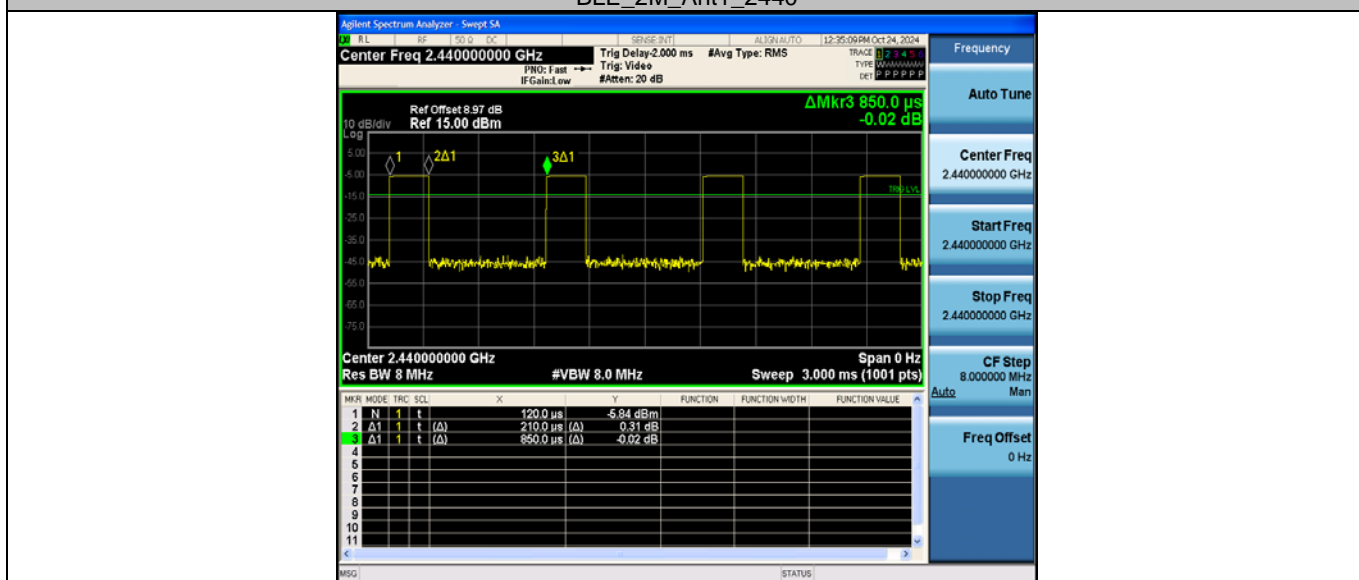 BLE_2M_Ant1_2440
Agilent Spectrum Analyzer - Swept SA
RL RF 50 Ω DC SENSE:INT ALIGN AUTO 12:35:09 PM Oct 24, 2024
Center Freq 2.440000000 GHz
PNO: Fast
IFGain:Low
Trig Delay-2.000 ms
Trig: Video
#Atten: 20 dB
#Avg Type: RMS
TRACE 1 2 3 4 5 6
TYPE WWWWWW
DET P P P P P P
ΔMkr3 850.0 µs
-0.02 dB
Ref Offset 8.97 dB
10 dB/div Ref 15.00 dBm
Log
5.00
-5.00
-15.0
-25.0
-35.0
-45.0
-55.0
-65.0
-75.0
1 2Δ1 3Δ1
TRIG LVL
Center 2.440000000 GHz Span 0 Hz
Res BW 8 MHz #VBW 8.0 MHz Sweep 3.000 ms (1001 pts)
MKR MODE TRC SCL X Y FUNCTION FUNCTION WIDTH FUNCTION VALUE
1 N 1 t 120.0 µs -5.84 dBm
2 Δ1 1 t (Δ) 210.0 µs (Δ) 0.31 dB
3 Δ1 1 t (Δ) 850.0 µs (Δ) -0.02 dB
4
5
6
7
8
9
10
11
MSG STATUS
Frequency
Auto Tune
Center Freq
2.440000000 GHz
Start Freq
2.440000000 GHz
Stop Freq
2.440000000 GHz
CF Step
8.000000 MHz
Auto Man
Freq Offset
0 Hz